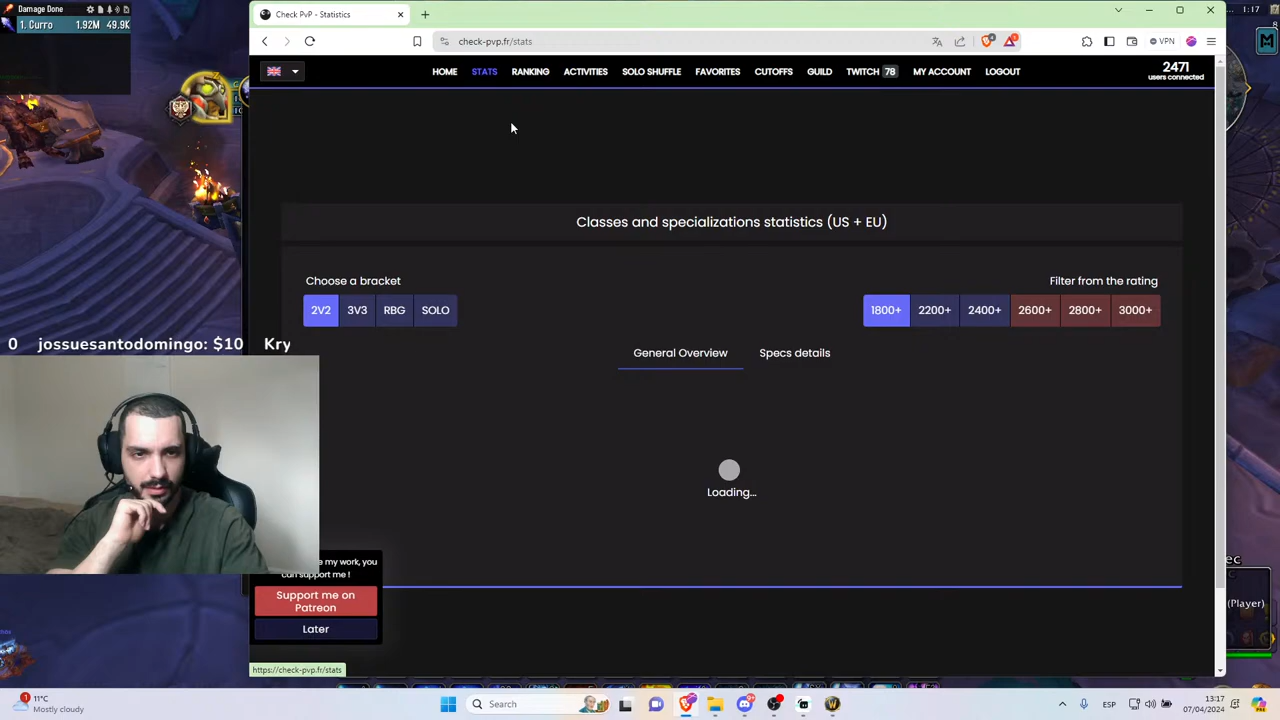 Damage Done
1. Curro 1.92M 49.9K
Check PvP - Statistics
1:17
check-pvp.fr/stats
4
1
VPN
HOME STATS RANKING ACTIVITIES SOLO SHUFFLE FAVORITES CUTOFFS GUILD TWITCH 78 MY ACCOUNT LOGOUT
2471
users connected
Classes and specializations statistics (US + EU)
Choose a bracket
Filter from the rating
2V2 3V3 RBG SOLO
1800+ 2200+ 2400+ 2600+ 2800+ 3000+
0 jossuesantodomingo: $10 Kry
General Overview Specs details
Loading...
my work, you
can support me !
Support me on
Patreon
Later
(Player)
https://check-pvp.fr/stats
1
11°C
Mostly cloudy
Search
ESP
13:17
07/04/2024